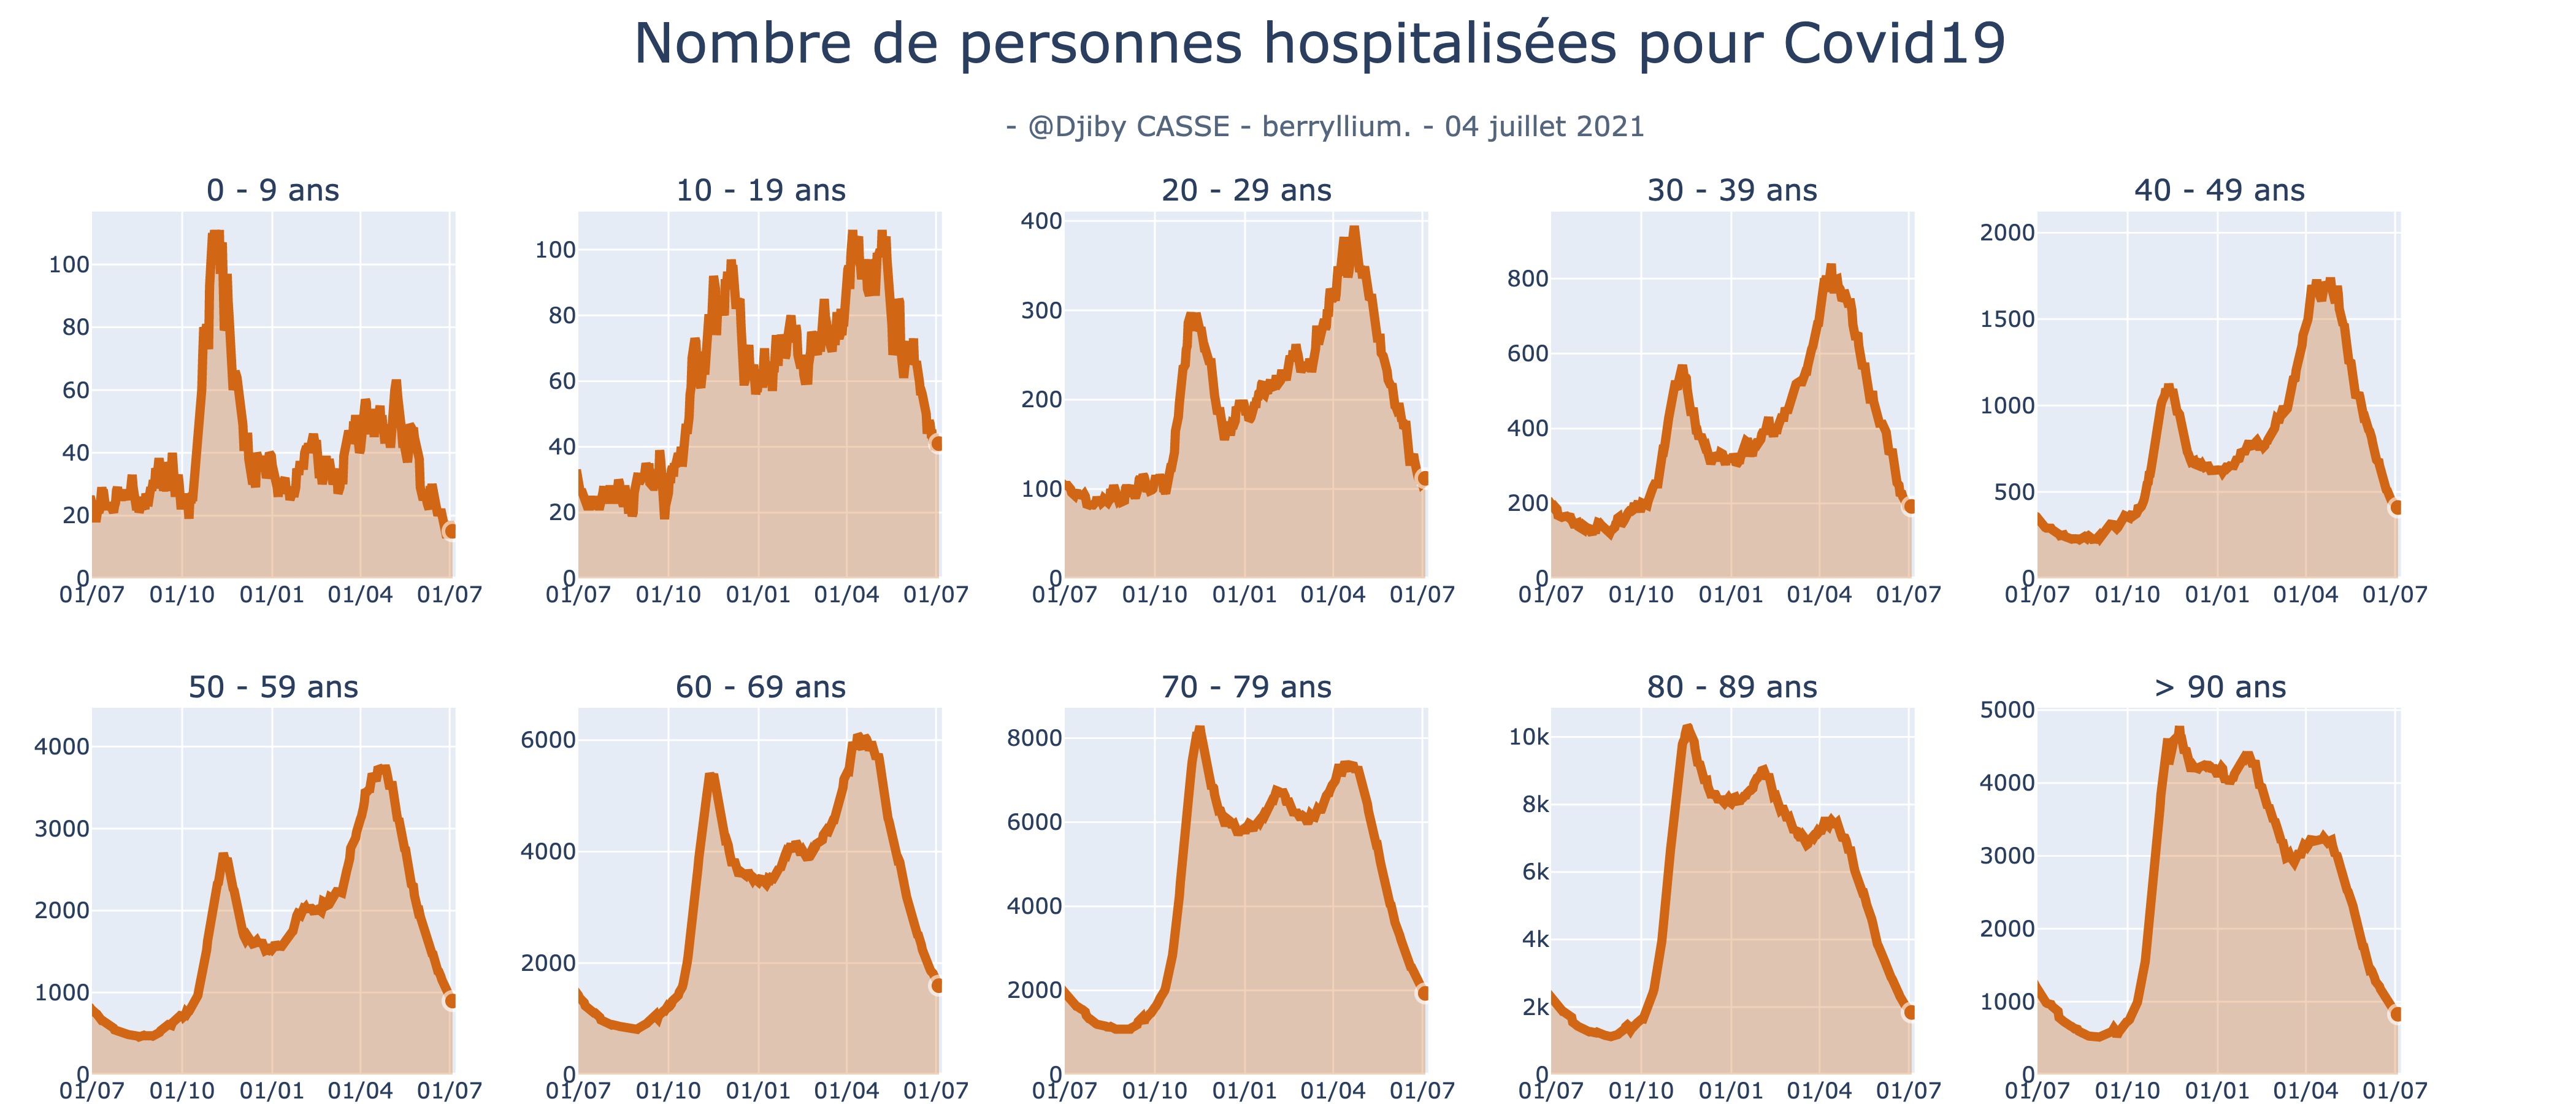 Nombre de personnes hospitalisées pour Covid19
- @Djiby CASSE - berryllium. - 04 juillet 2021
0 - 9 ans
10 - 19 ans
20 - 29 ans
30 - 39 ans
40 - 49 ans
100
80
60
40
20
0
01/07 01/10 01/01 01/04 01/07
100
80
60
40
20
0
01/07 01/10 01/01 01/04 01/07
400
300
200
100
0
01/07 01/10 01/01 01/04 01/07
800
600
400
200
0
01/07 01/10 01/01 01/04 01/07
2000
1500
1000
500
0
01/07 01/10 01/01 01/04 01/07
50 - 59 ans
60 - 69 ans
70 - 79 ans
80 - 89 ans
> 90 ans
4000
3000
2000
1000
0
01/07 01/10 01/01 01/04 01/07
6000
4000
2000
0
01/07 01/10 01/01 01/04 01/07
8000
6000
4000
2000
0
01/07 01/10 01/01 01/04 01/07
10k
8k
6k
4k
2k
0
01/07 01/10 01/01 01/04 01/07
5000
4000
3000
2000
1000
0
01/07 01/10 01/01 01/04 01/07